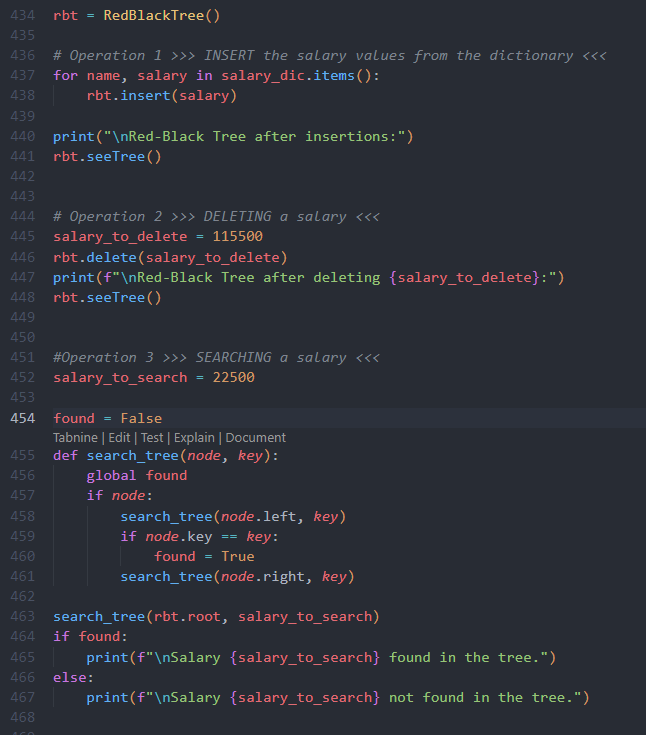 434 rbt = RedBlackTree()
435
436 # Operation 1 >>> INSERT the salary values from the dictionary <<<
437 for name, salary in salary_dic.items():
438     rbt.insert(salary)
439
440 print("\nRed-Black Tree after insertions:")
441 rbt.seeTree()
442
443
444 # Operation 2 >>> DELETING a salary <<<
445 salary_to_delete = 115500
446 rbt.delete(salary_to_delete)
447 print(f"\nRed-Black Tree after deleting {salary_to_delete}:")
448 rbt.seeTree()
449
450
451 #Operation 3 >>> SEARCHING a salary <<<
452 salary_to_search = 22500
453
454 found = False
Tabnine | Edit | Test | Explain | Document
455 def search_tree(node, key):
456     global found
457     if node:
458         search_tree(node.left, key)
459         if node.key == key:
460             found = True
461         search_tree(node.right, key)
462
463 search_tree(rbt.root, salary_to_search)
464 if found:
465     print(f"\nSalary {salary_to_search} found in the tree.")
466 else:
467     print(f"\nSalary {salary_to_search} not found in the tree.")
468